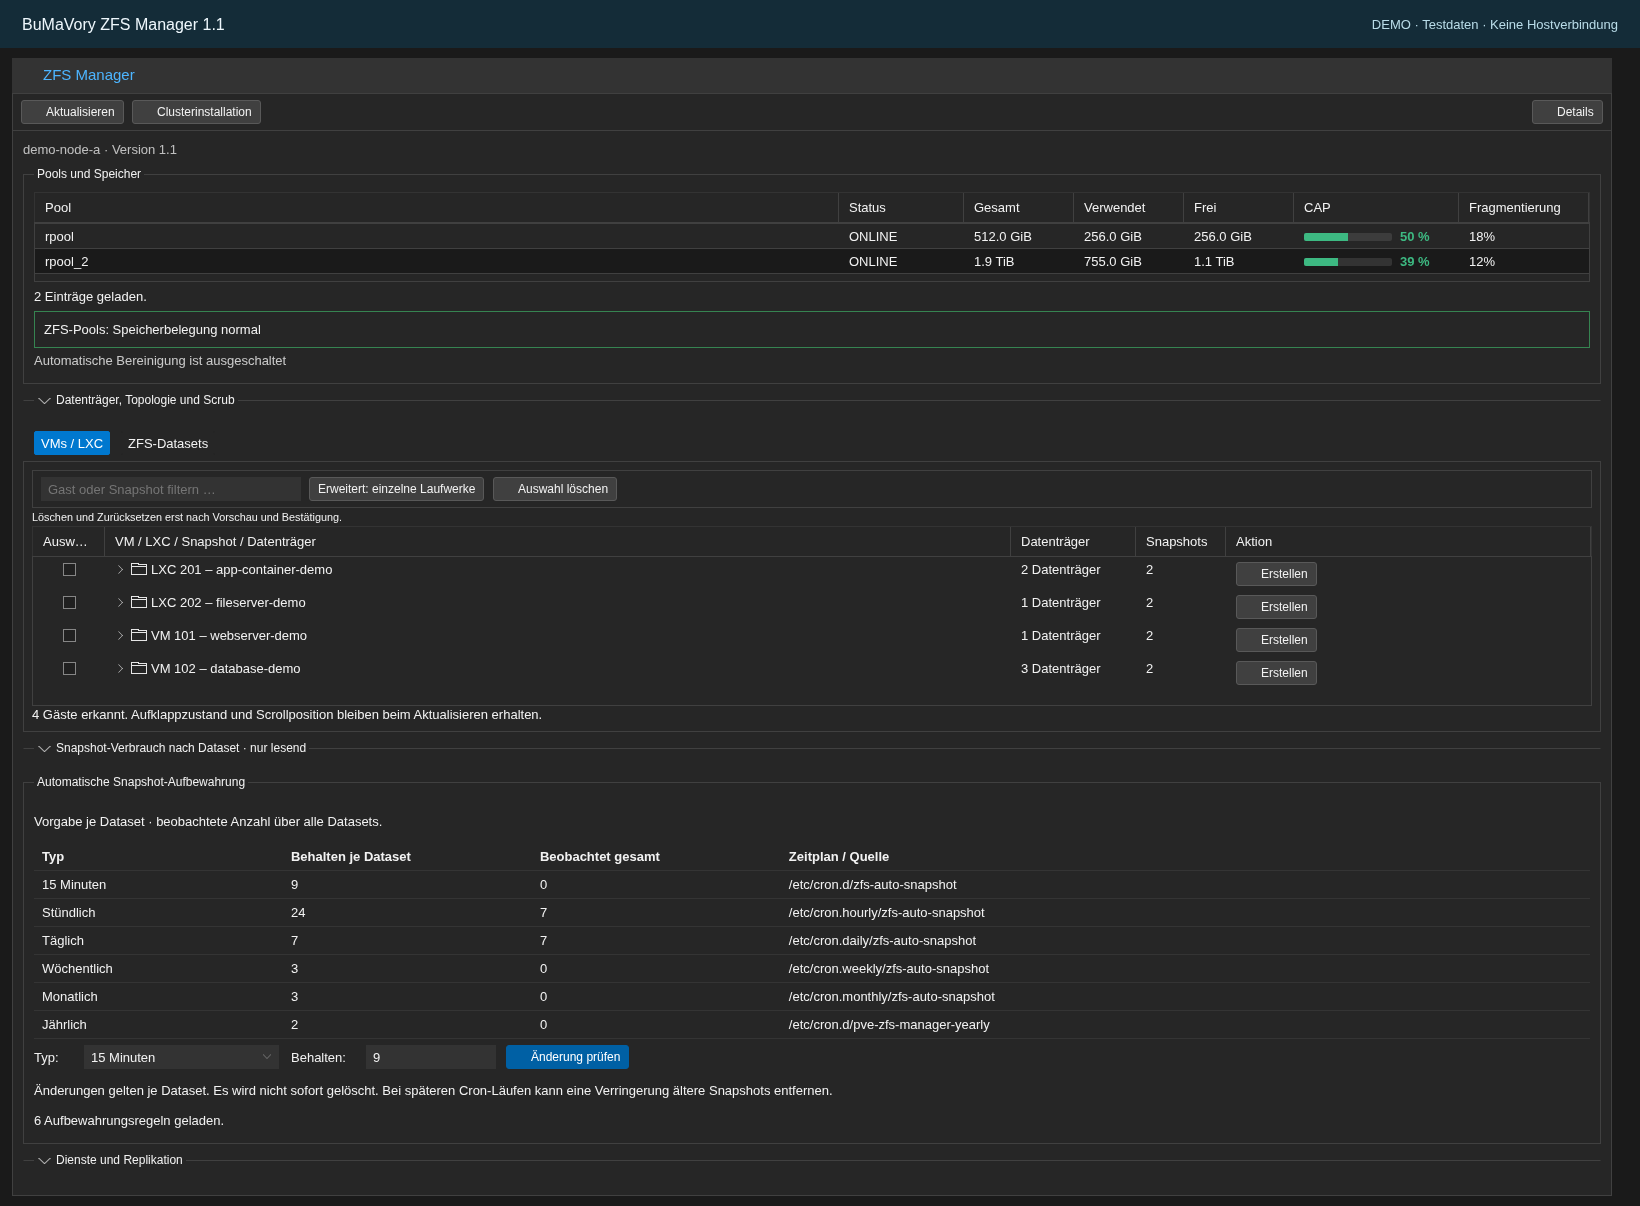 BuMaVory ZFS Manager 1.1
DEMO · Testdaten · Keine Hostverbindung
ZFS Manager
Aktualisieren Clusterinstallation Details
demo-node-a · Version 1.1
Pools und Speicher
Pool Status Gesamt Verwendet Frei CAP Fragmentierung
rpool ONLINE 512.0 GiB 256.0 GiB 256.0 GiB 50 % 18%
rpool_2 ONLINE 1.9 TiB 755.0 GiB 1.1 TiB 39 % 12%
2 Einträge geladen.
ZFS-Pools: Speicherbelegung normal
Automatische Bereinigung ist ausgeschaltet
Datenträger, Topologie und Scrub
VMs / LXC ZFS-Datasets
Gast oder Snapshot filtern … Erweitert: einzelne Laufwerke Auswahl löschen
Löschen und Zurücksetzen erst nach Vorschau und Bestätigung.
Ausw… VM / LXC / Snapshot / Datenträger Datenträger Snapshots Aktion
LXC 201 – app-container-demo 2 Datenträger 2 Erstellen
LXC 202 – fileserver-demo 1 Datenträger 2 Erstellen
VM 101 – webserver-demo 1 Datenträger 2 Erstellen
VM 102 – database-demo 3 Datenträger 2 Erstellen
4 Gäste erkannt. Aufklappzustand und Scrollposition bleiben beim Aktualisieren erhalten.
Snapshot-Verbrauch nach Dataset · nur lesend
Automatische Snapshot-Aufbewahrung
Vorgabe je Dataset · beobachtete Anzahl über alle Datasets.
Typ Behalten je Dataset Beobachtet gesamt Zeitplan / Quelle
15 Minuten 9 0 /etc/cron.d/zfs-auto-snapshot
Stündlich 24 7 /etc/cron.hourly/zfs-auto-snapshot
Täglich 7 7 /etc/cron.daily/zfs-auto-snapshot
Wöchentlich 3 0 /etc/cron.weekly/zfs-auto-snapshot
Monatlich 3 0 /etc/cron.monthly/zfs-auto-snapshot
Jährlich 2 0 /etc/cron.d/pve-zfs-manager-yearly
Typ: 15 Minuten Behalten: 9 Änderung prüfen
Änderungen gelten je Dataset. Es wird nicht sofort gelöscht. Bei späteren Cron-Läufen kann eine Verringerung ältere Snapshots entfernen.
6 Aufbewahrungsregeln geladen.
Dienste und Replikation